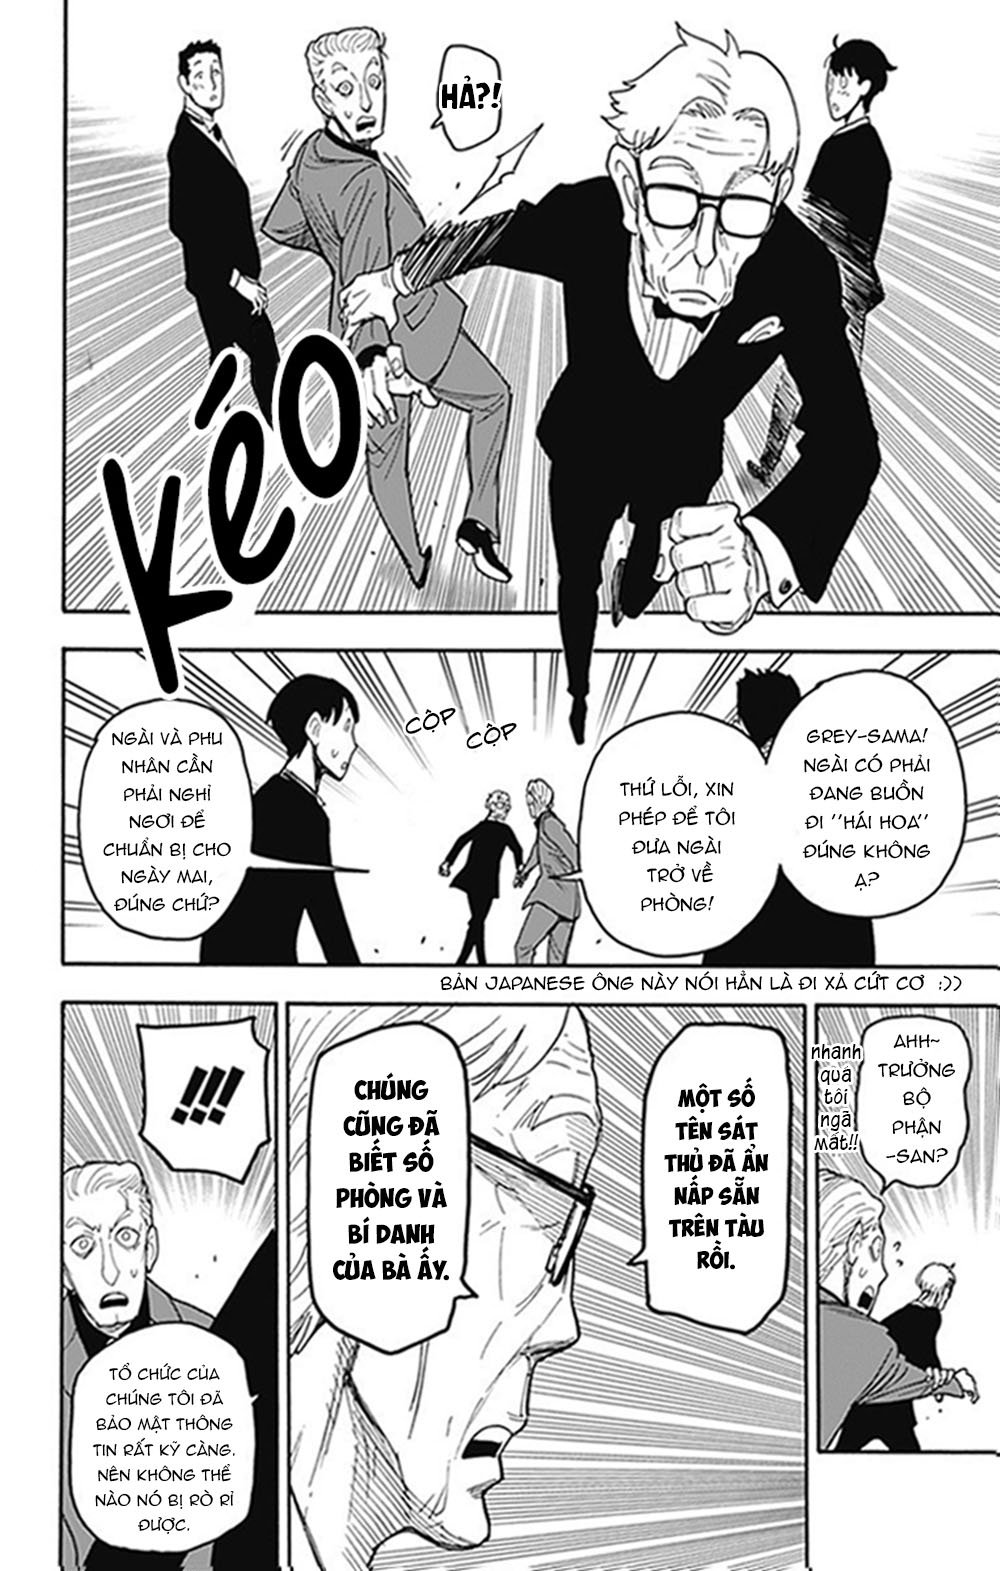 HẢ?!
KÉO
GREY-SAMA!
NGÀI CÓ PHẢI
ĐANG BUỒN
ĐI ''HÁI HOA''
ĐÚNG KHÔNG
Ạ?
THỨ LỖI, XIN
PHÉP ĐỂ TÔI
ĐƯA NGÀI
TRỞ VỀ
PHÒNG!
CỘP
CỘP
NGÀI VÀ PHU
NHÂN CẦN
PHẢI NGHỈ
NGƠI ĐỂ
CHUẨN BỊ CHO
NGÀY MAI,
ĐÚNG CHỨ?
BẢN JAPANESE ÔNG NÀY NÓI HẲN LÀ ĐI XẢ CỨT CƠ :))
AHH~
TRƯỞNG
BỘ
PHẬN
-SAN?
nhanh
quá
tôi
ngã
mất!!
MỘT SỐ
TÊN SÁT
THỦ ĐÃ ẨN
NẤP SẴN
TRÊN TÀU
RỒI.
CHÚNG
CŨNG ĐÃ
BIẾT SỐ
PHÒNG VÀ
BÍ DANH
CỦA BÀ ẤY.
!!!
TỔ CHỨC CỦA
CHÚNG TÔI ĐÃ
BẢO MẬT THÔNG
TIN RẤT KỸ CÀNG.
NÊN KHÔNG THỂ
NÀO NÓ BỊ RÒ RỈ
ĐƯỢC.